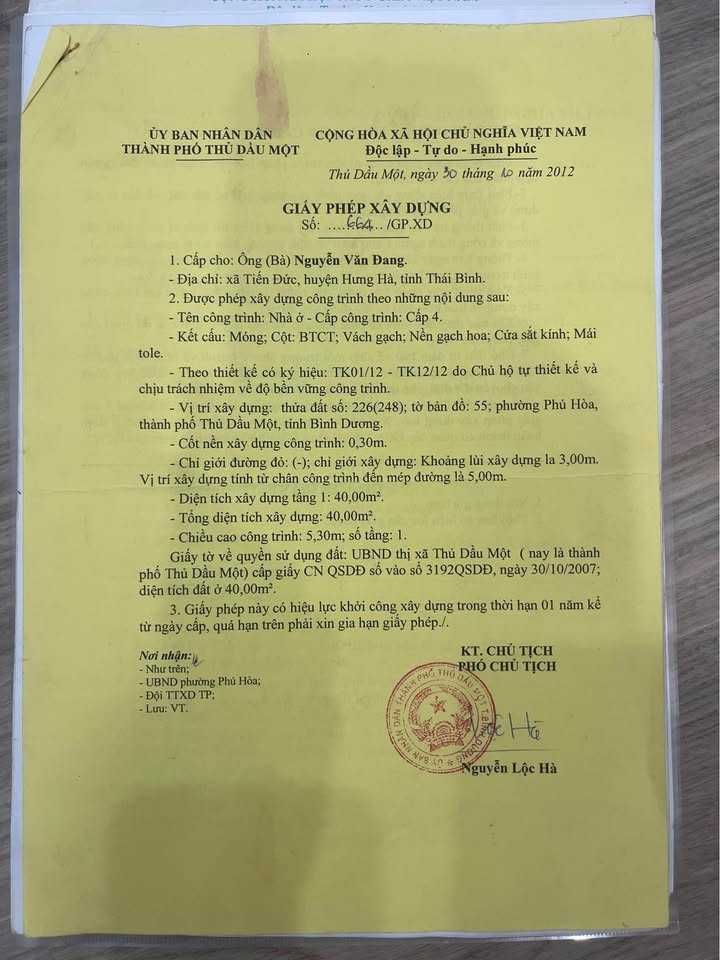 ỦY BAN NHÂN DÂN
THÀNH PHỐ THỦ DẦU MỘT
CỘNG HÒA XÃ HỘI CHỦ NGHĨA VIỆT NAM
Độc lập - Tự do - Hạnh phúc
Thủ Dầu Một, ngày 30 tháng 10 năm 2012
GIẤY PHÉP XÂY DỰNG
Số: ....664.../GP.XD
1. Cấp cho: Ông (Bà) Nguyễn Văn Đang.
- Địa chỉ: xã Tiến Đức, huyện Hưng Hà, tỉnh Thái Bình.
2. Được phép xây dựng công trình theo những nội dung sau:
- Tên công trình: Nhà ở - Cấp công trình: Cấp 4.
- Kết cấu: Móng; Cột: BTCT; Vách gạch; Nền gạch hoa; Cửa sắt kính; Mái
tole.
- Theo thiết kế có ký hiệu: TK01/12 - TK12/12 do Chủ hộ tự thiết kế và
chịu trách nhiệm về độ bền vững công trình.
- Vị trí xây dựng: thửa đất số: 226(248); tờ bản đồ: 55; phường Phú Hòa,
thành phố Thủ Dầu Một, tỉnh Bình Dương.
- Cốt nền xây dựng công trình: 0,30m.
- Chỉ giới đường đỏ: (-); chỉ giới xây dựng: Khoảng lùi xây dựng la 3,00m.
Vị trí xây dựng tính từ chân công trình đến mép đường là 5,00m.
- Diện tích xây dựng tầng 1: 40,00m².
- Tổng diện tích xây dựng: 40,00m².
- Chiều cao công trình: 5,30m; số tầng: 1.
Giấy tờ về quyền sử dụng đất: UBND thị xã Thủ Dầu Một ( nay là thành
phố Thủ Dầu Một) cấp giấy CN QSDĐ số vào số 3192QSDĐ, ngày 30/10/2007;
diện tích đất ở 40,00m².
3. Giấy phép này có hiệu lực khởi công xây dựng trong thời hạn 01 năm kể
từ ngày cấp, quá hạn trên phải xin gia hạn giấy phép./.
Nơi nhận:
- Như trên;
- UBND phường Phú Hòa;
- Đội TTXD TP;
- Lưu: VT.
KT. CHỦ TỊCH
PHÓ CHỦ TỊCH
ỦY BAN NHÂN DÂN THÀNH PHỐ THỦ DẦU MỘT T.BÌNH DƯƠNG
Lộc Hà
Nguyễn Lộc Hà